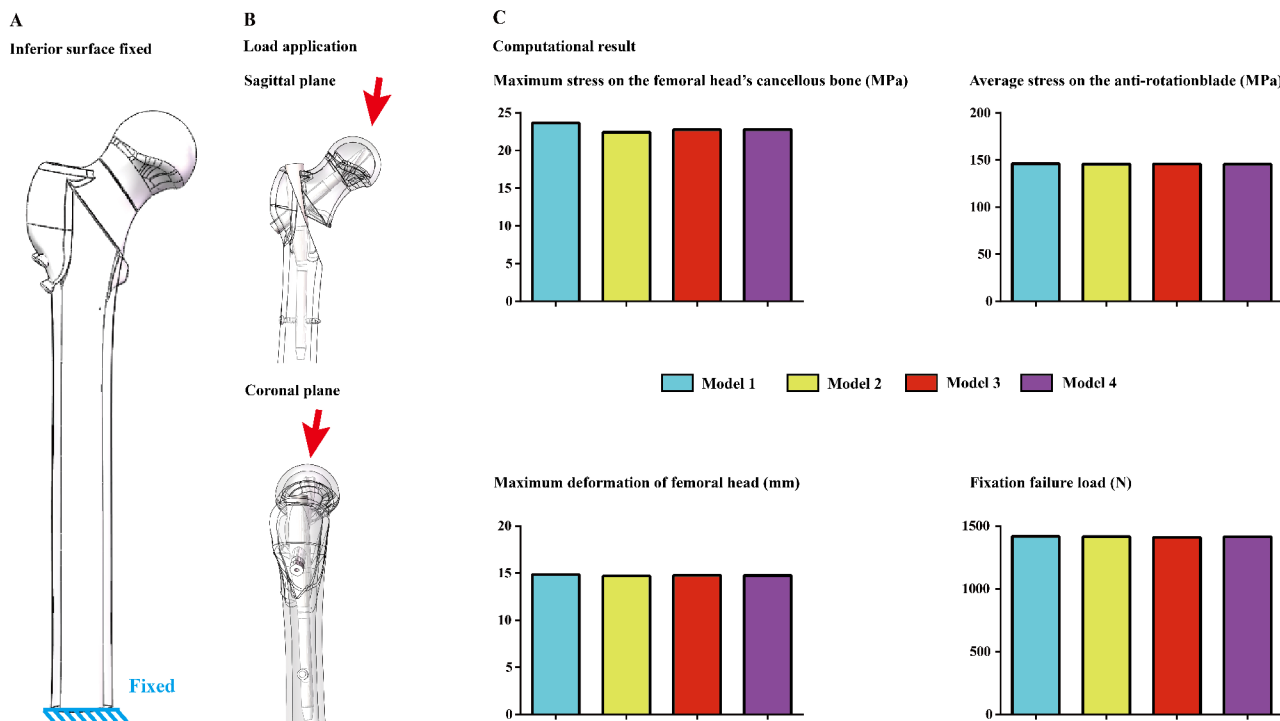 A
Inferior surface fixed
Fixed
B
Load application
Sagittal plane
Coronal plane
C
Computational result
Maximum stress on the femoral head's cancellous bone (MPa)
25
20
15
10
5
0
Average stress on the anti-rotationblade (MPa)
200
150
100
50
0
Model 1
Model 2
Model 3
Model 4
Maximum deformation of femoral head (mm)
20
15
10
5
0
Fixation failure load (N)
1500
1000
500
0